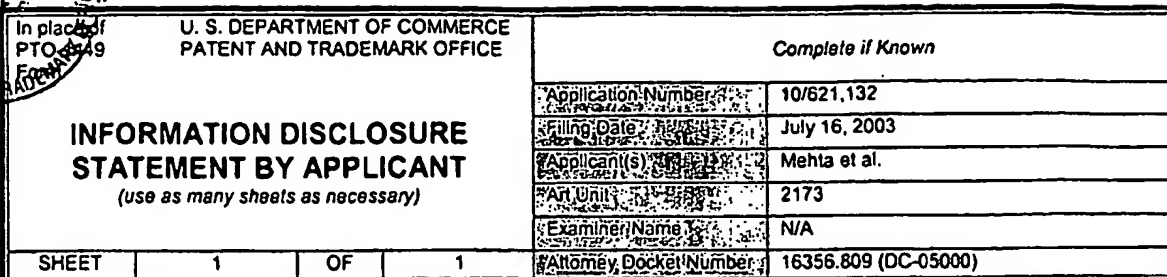 In place of U. S. DEPARTMENT OF COMMERCE
PTO 1449 PATENT AND TRADEMARK OFFICE
Form
Complete if Known
INFORMATION DISCLOSURE
STATEMENT BY APPLICANT
(use as many sheets as necessary)
Application Number 10/621,132
Filing Date July 16, 2003
Applicant(s) Mehta et al.
Art Unit 2173
Examiner Name N/A
SHEET 1 OF 1 Attorney Docket Number 16356.809 (DC-05000)